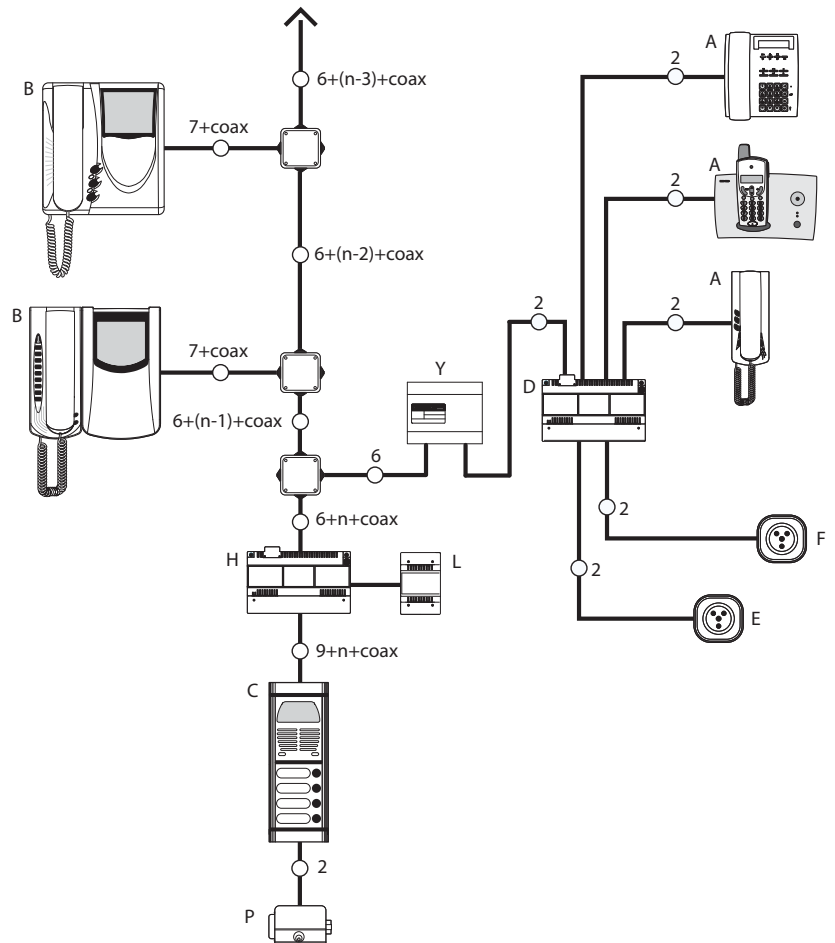 A
2
6+(n-3)+coax
B
7+coax
A
2
6+(n-2)+coax
A
2
2
B
7+coax
Y
D
6+(n-1)+coax
6
2
F
6+n+coax
H
L
2
E
9+n+coax
C
2
P